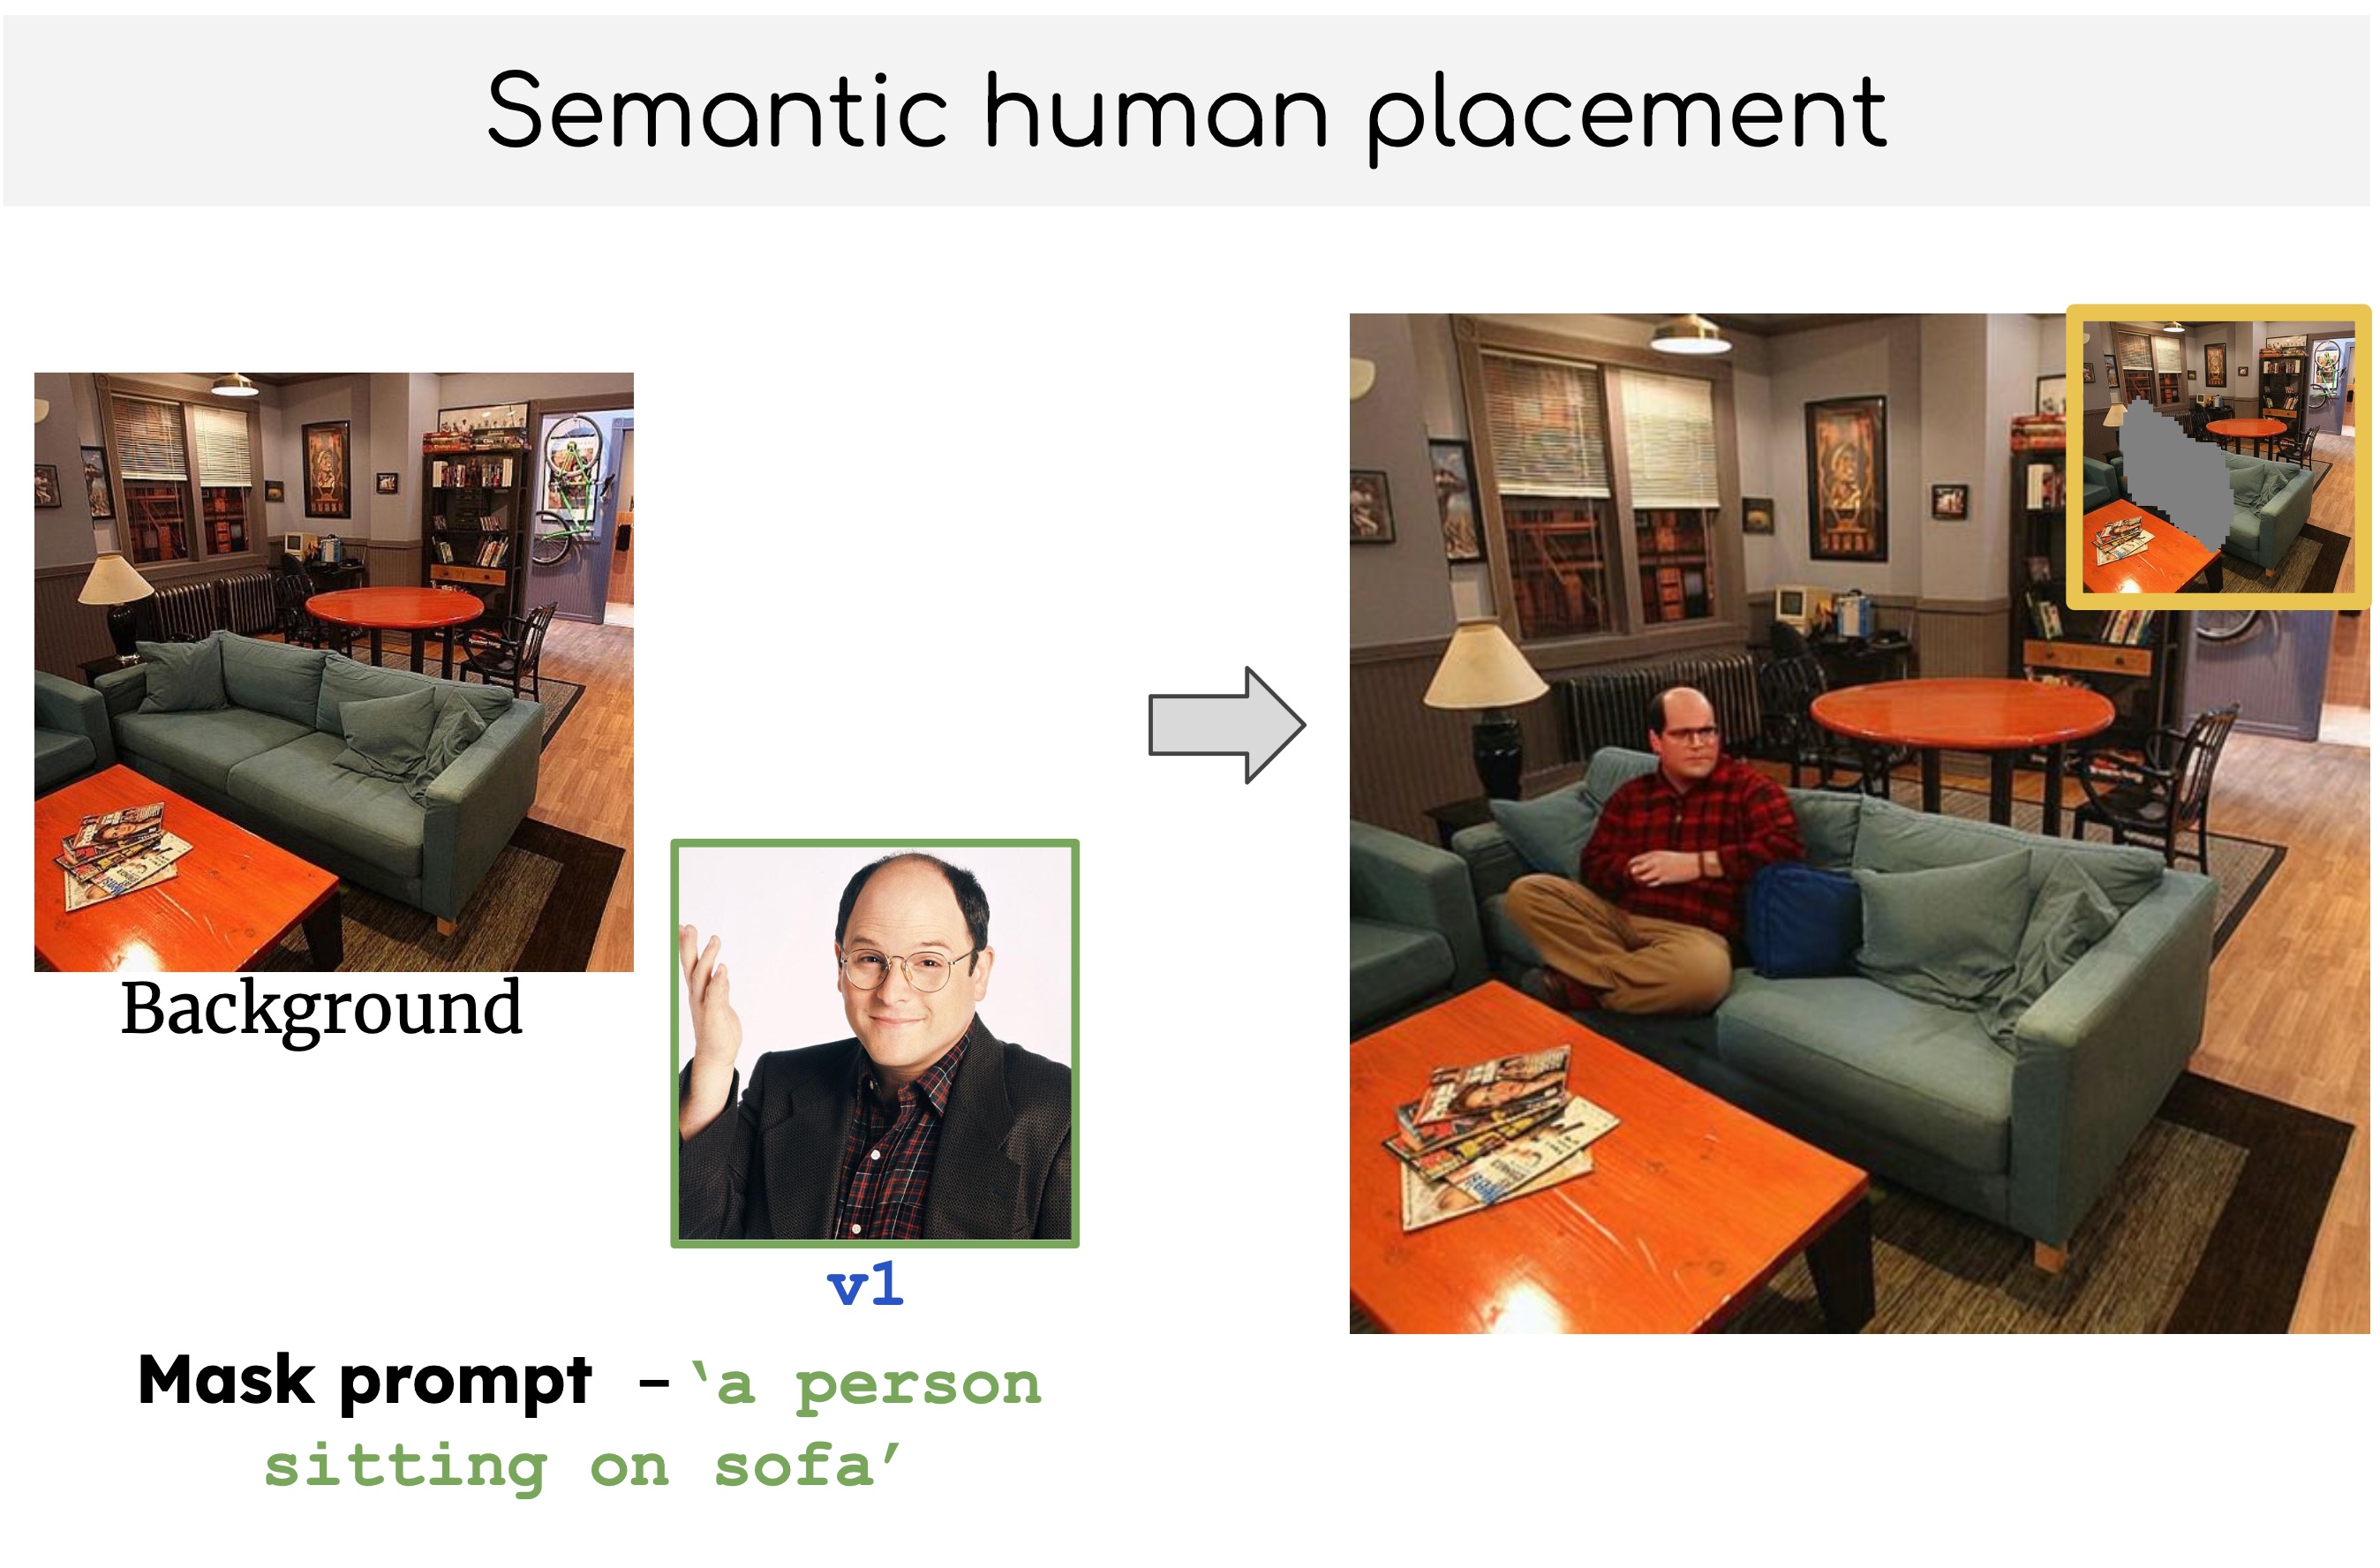 Semantic human placement
Background
v1
Mask prompt – ‘a person
sitting on sofa’